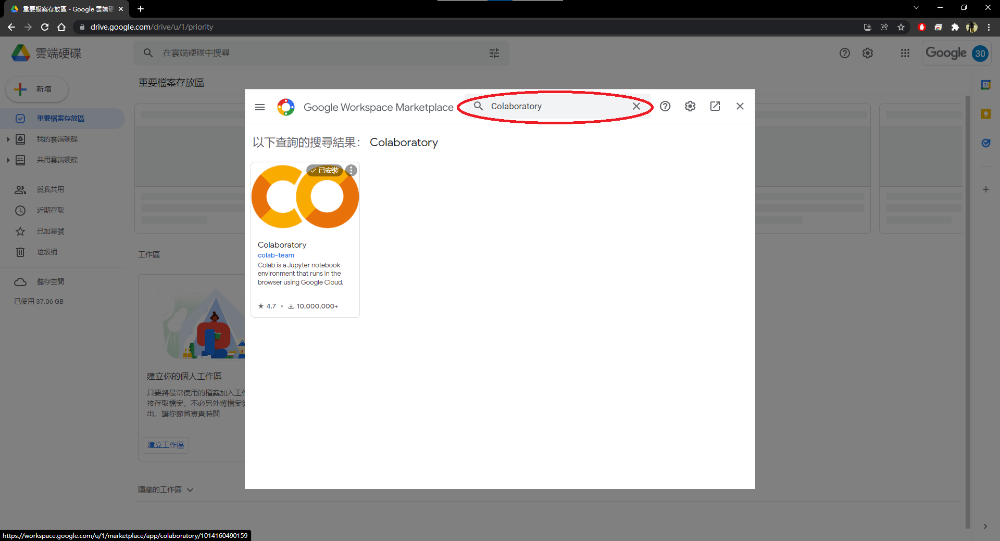 重要檔案存放區 - Google 雲端硬
drive.google.com/drive/u/1/priority
雲端硬碟
在雲端硬碟中搜尋
Google 30
新增
重要檔案存放區
我的雲端硬碟
共用雲端硬碟
與我共用
近期存取
已加星號
垃圾桶
儲存空間
已使用 37.06 GB
重要檔案存放區
工作區
建立你的個人工作區
只要將最常使用的檔案加入工
接存取檔案，不必另外將檔案
出，讓你節省寶貴時間
建立工作區
隱藏的工作區
Google Workspace Marketplace
Colaboratory
以下查詢的搜尋結果： Colaboratory
已安裝
Colaboratory
colab-team
Colab is a Jupyter notebook
environment that runs in the
browser using Google Cloud.
4.7 • 10,000,000+
31
https://workspace.google.com/u/1/marketplace/app/colaboratory/1014160490159